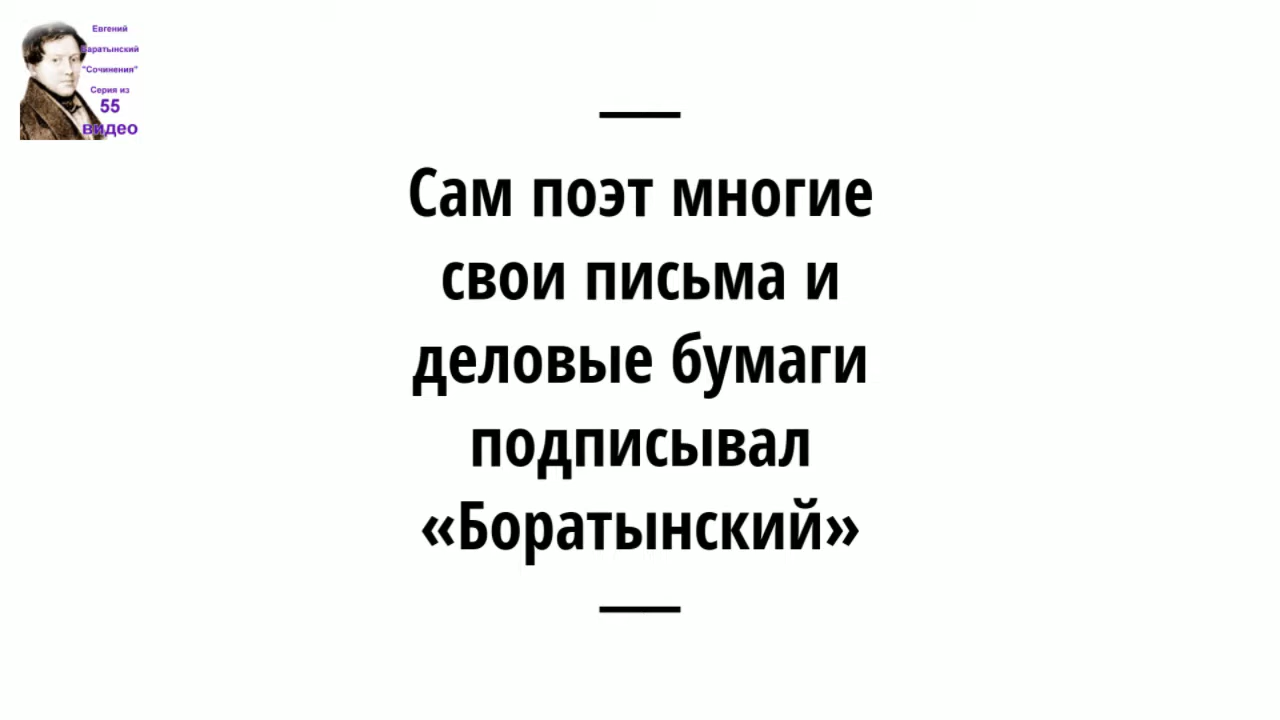 Евгений
Баратынский
"Сочинения"
Серия из
55
видео
Сам поэт многие
свои письма и
деловые бумаги
подписывал
«Боратынский»